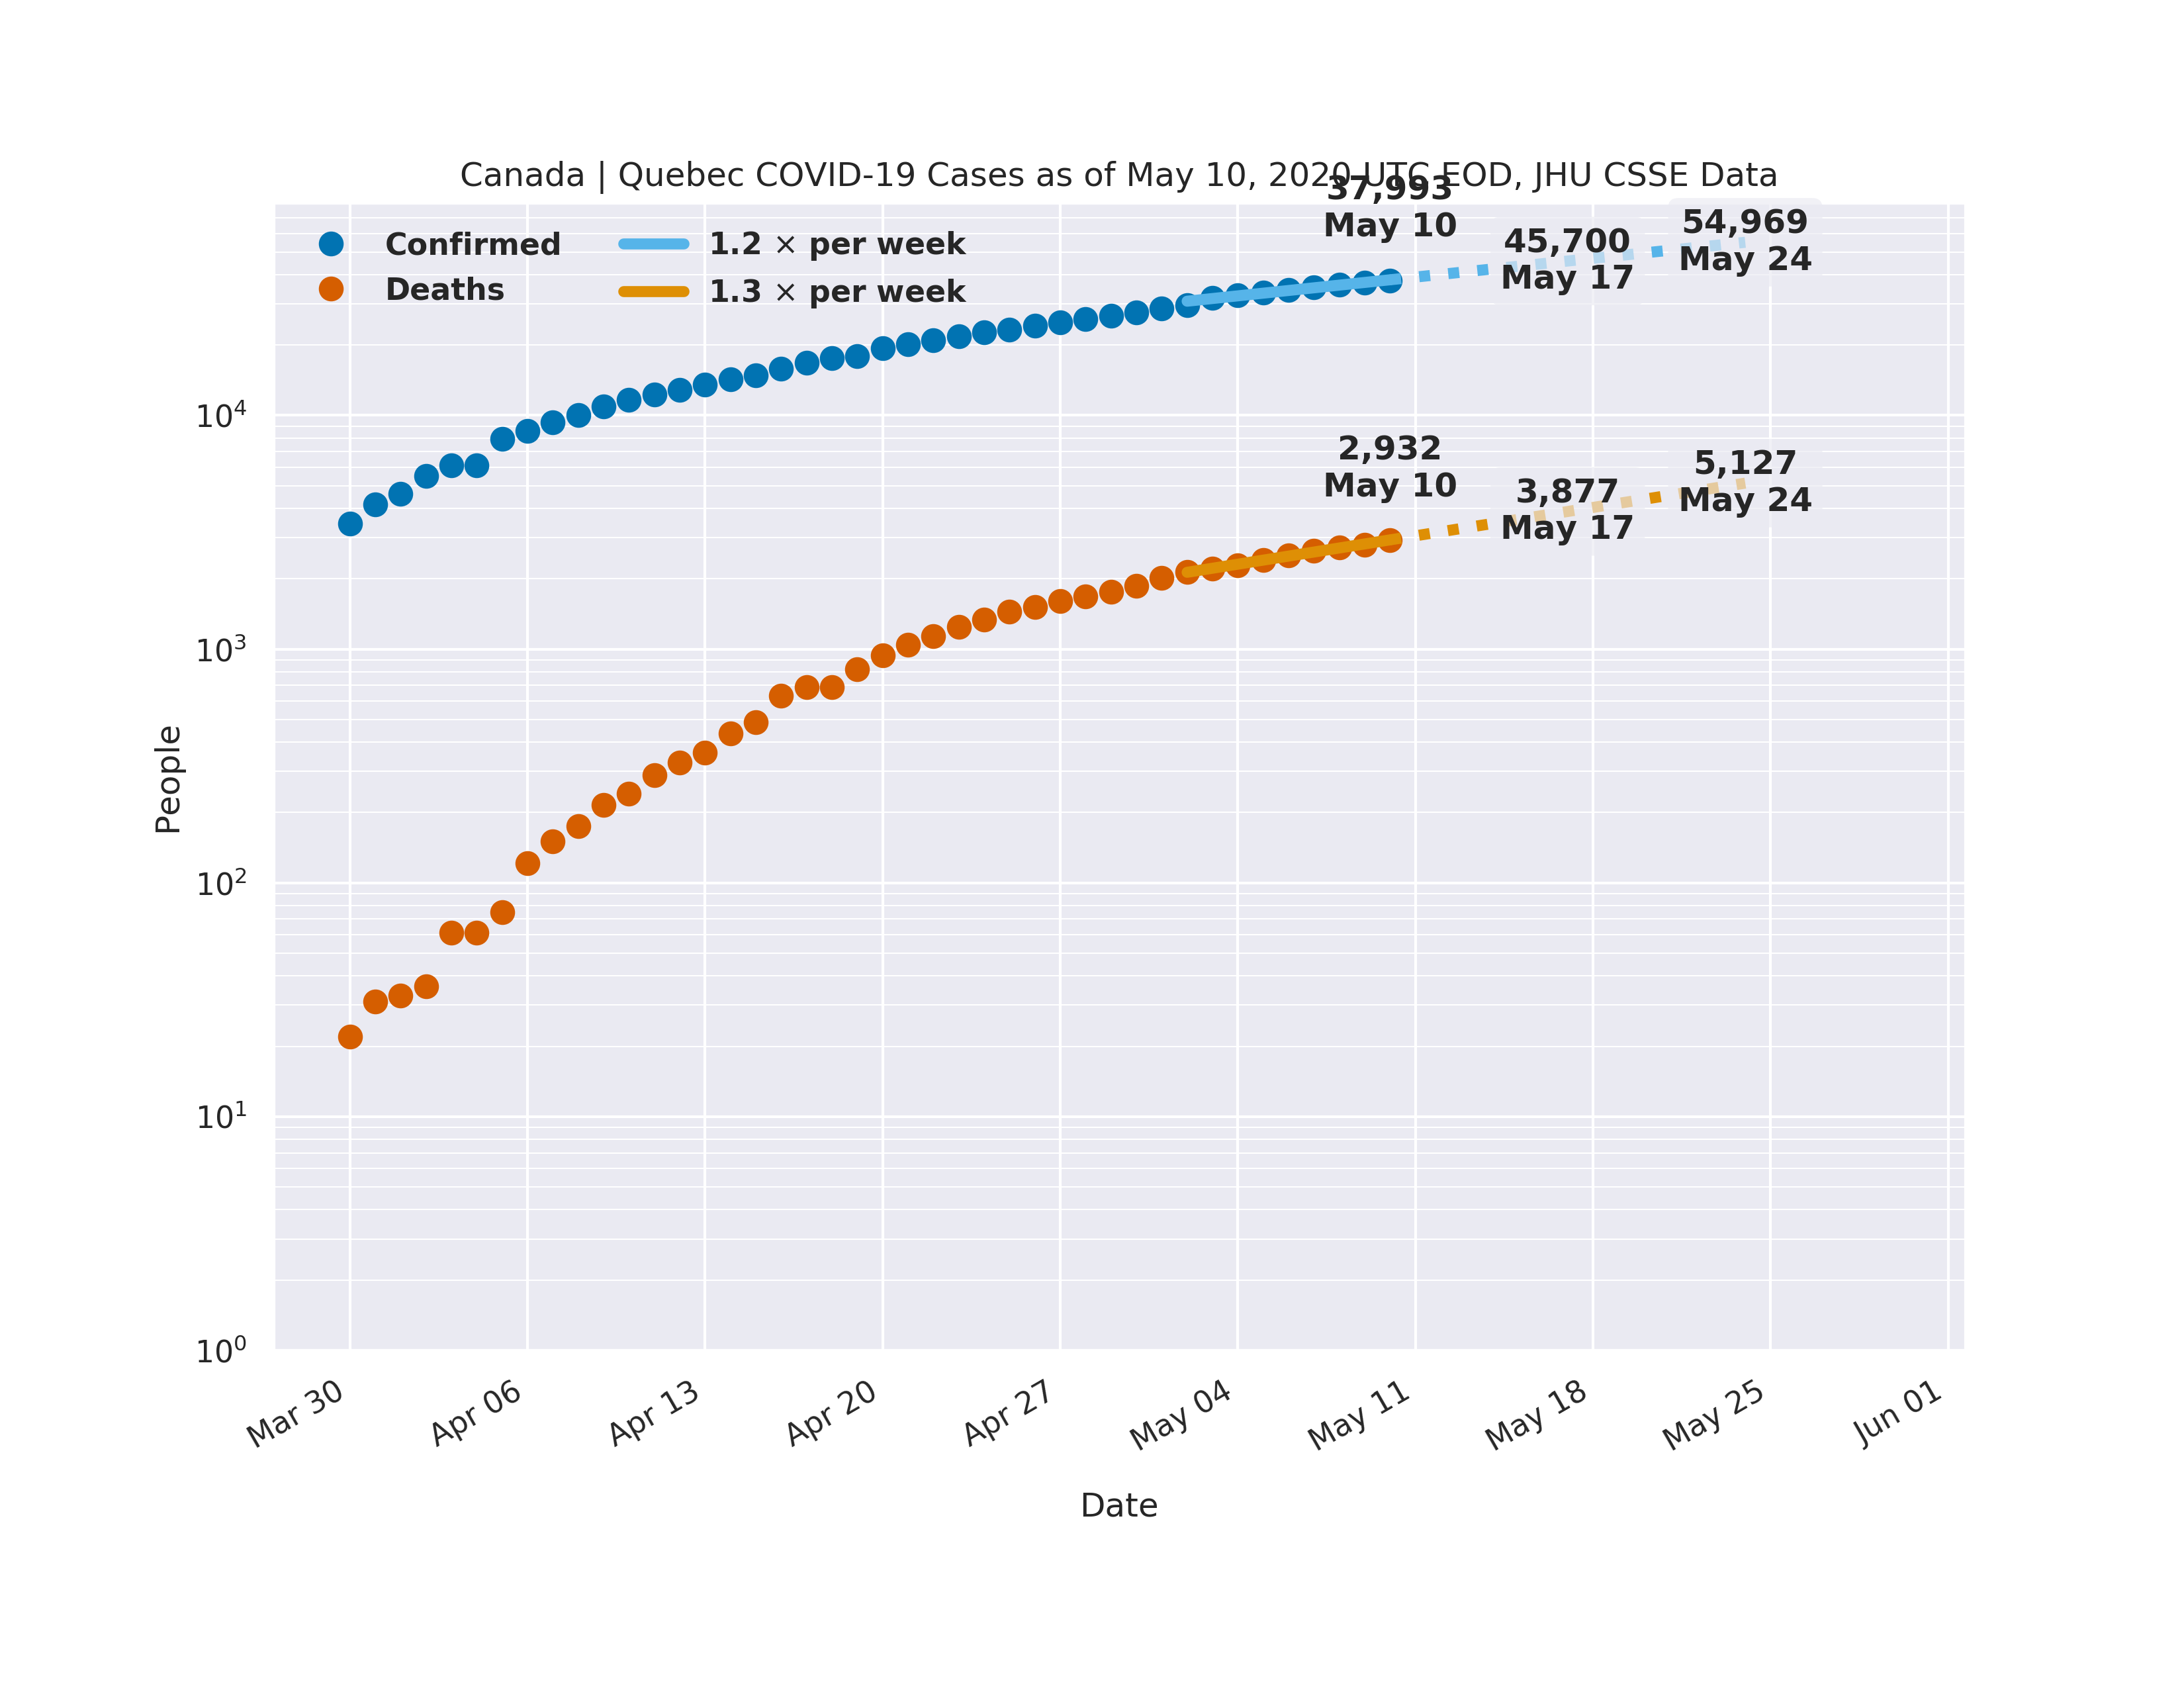 Canada | Quebec COVID-19 Cases as of May 10, 2020 UTC EOD, JHU CSSE Data
Confirmed
Deaths
1.2 × per week
1.3 × per week
37,993
May 10
45,700
May 17
54,969
May 24
2,932
May 10
3,877
May 17
5,127
May 24
People
10⁴
10³
10²
10¹
10⁰
Mar 30
Apr 06
Apr 13
Apr 20
Apr 27
May 04
May 11
May 18
May 25
Jun 01
Date